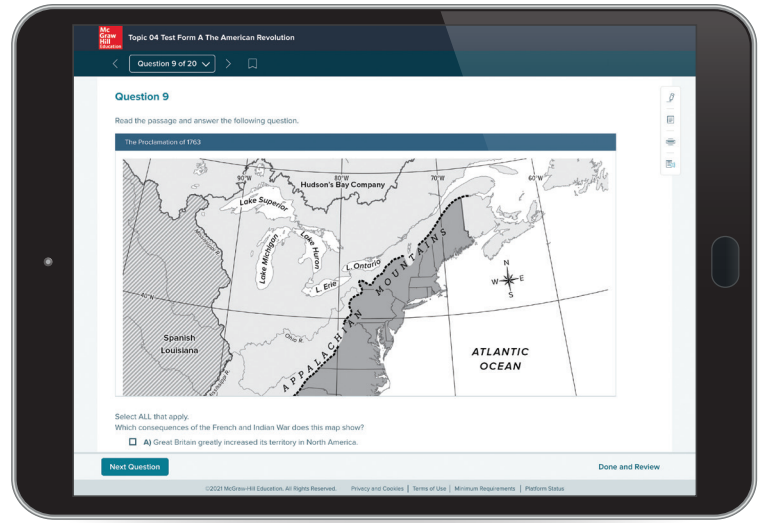 Mc
Graw
Hill
Education
Topic 04 Test Form A The American Revolution
Question 9 of 20
Question 9
Read the passage and answer the following question.
The Proclamation of 1763
90°W
80°W
70°W
60°W
Hudson's Bay Company
Lake Superior
Lake Michigan
Lake Huron
L. Ontario
L. Erie
Mississippi R.
40°N
Ohio R.
APPALACHIAN MOUNTAINS
N
W
E
S
Spanish
Louisiana
Mississippi R.
ATLANTIC
OCEAN
Select ALL that apply.
Which consequences of the French and Indian War does this map show?
A) Great Britain greatly increased its territory in North America.
Next Question
Done and Review
©2021 McGraw-Hill Education. All Rights Reserved. Privacy and Cookies | Terms of Use | Minimum Requirements | Platform Status